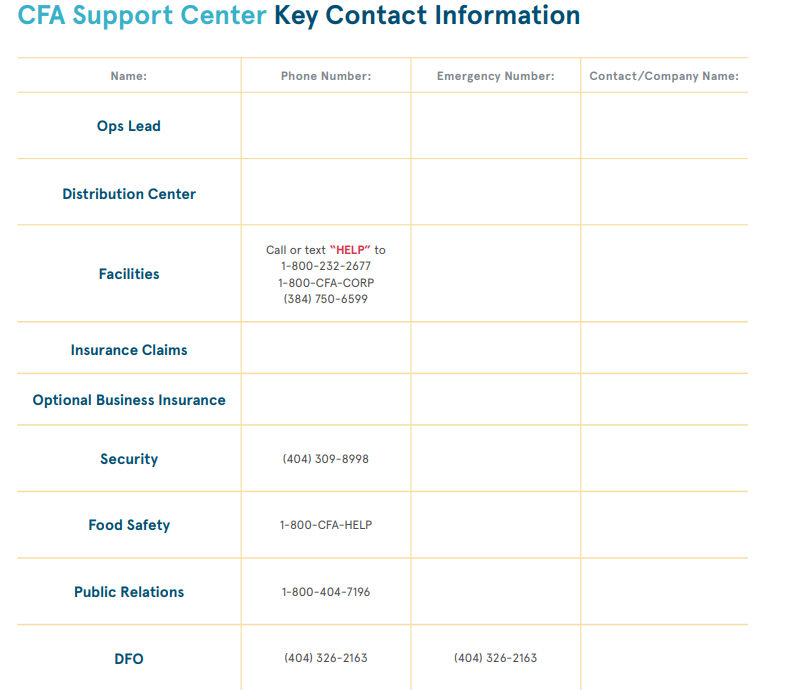 CFA Support Center Key Contact Information
Name: Phone Number: Emergency Number: Contact/Company Name:
Ops Lead
Distribution Center
Facilities
Call or text “HELP” to
1-800-232-2677
1-800-CFA-CORP
(384) 750-6599
Insurance Claims
Optional Business Insurance
Security (404) 309-8998
Food Safety 1-800-CFA-HELP
Public Relations 1-800-404-7196
DFO (404) 326-2163 (404) 326-2163